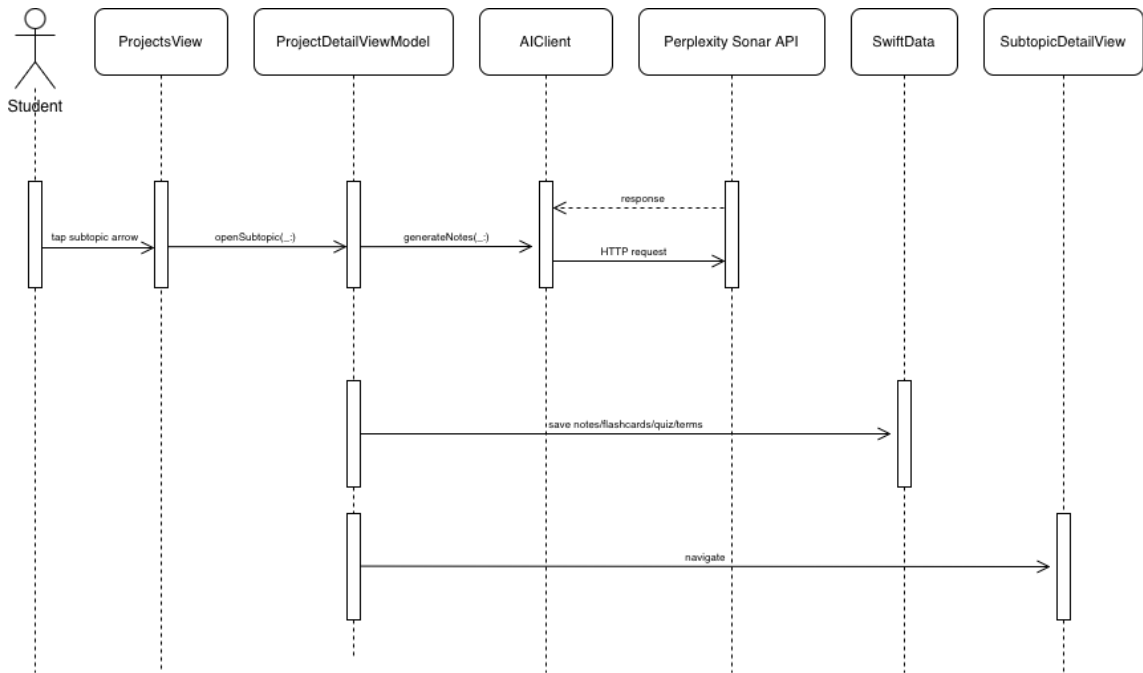 ProjectsView
ProjectDetailViewModel
AIClient
Perplexity Sonar API
SwiftData
SubtopicDetailView
Student
response
tap subtopic arrow
openSubtopic(_:)
generateNotes(_:)
HTTP request
save notes/flashcards/quiz/terms
navigate